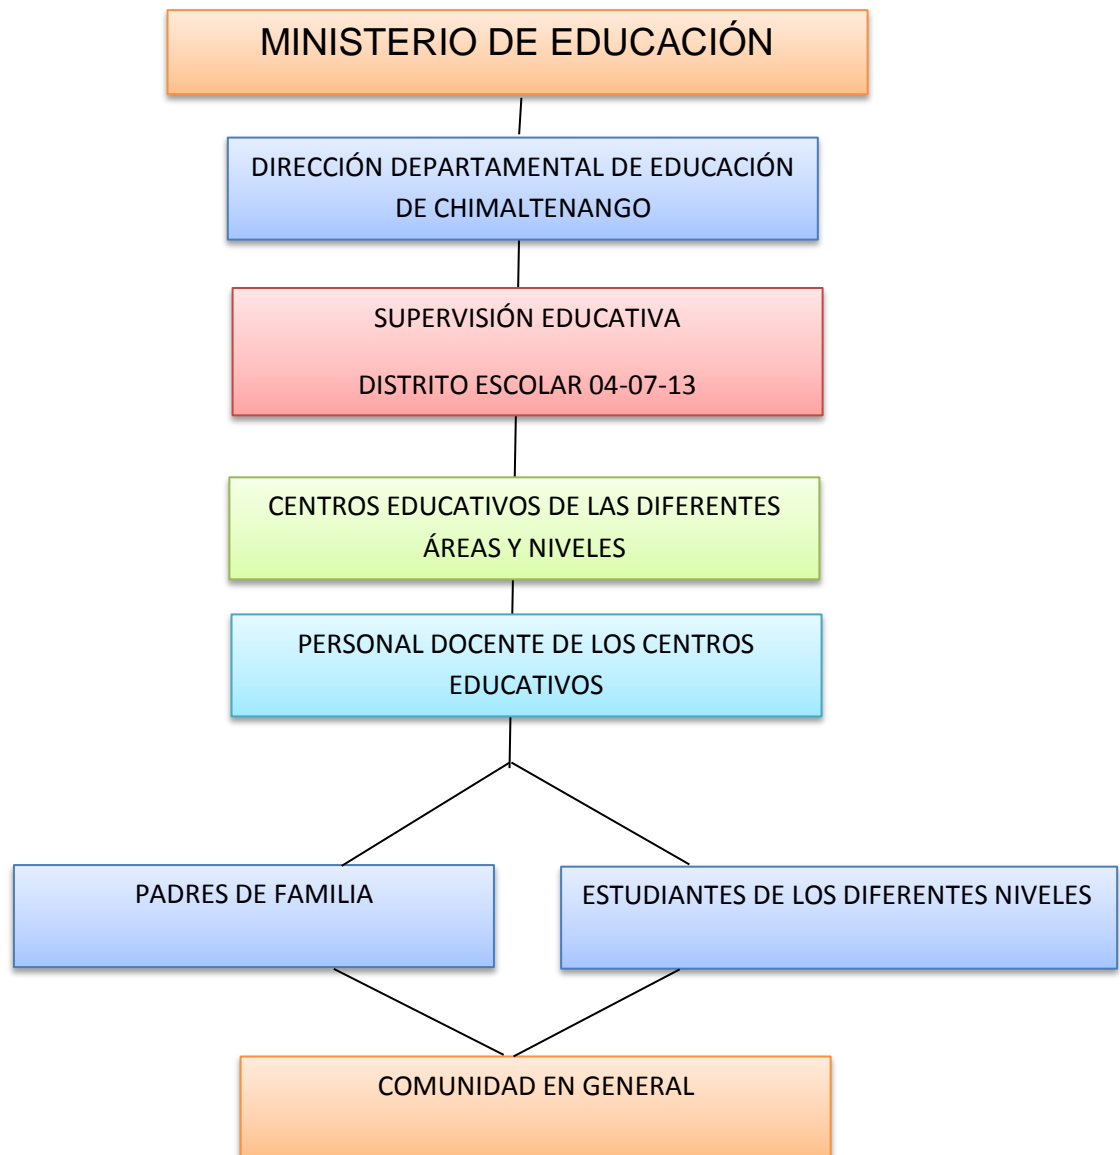 MINISTERIO DE EDUCACIÓN
DIRECCIÓN DEPARTAMENTAL DE EDUCACIÓN
DE CHIMALTENANGO
SUPERVISIÓN EDUCATIVA
DISTRITO ESCOLAR 04-07-13
CENTROS EDUCATIVOS DE LAS DIFERENTES
ÁREAS Y NIVELES
PERSONAL DOCENTE DE LOS CENTROS
EDUCATIVOS
PADRES DE FAMILIA
ESTUDIANTES DE LOS DIFERENTES NIVELES
COMUNIDAD EN GENERAL